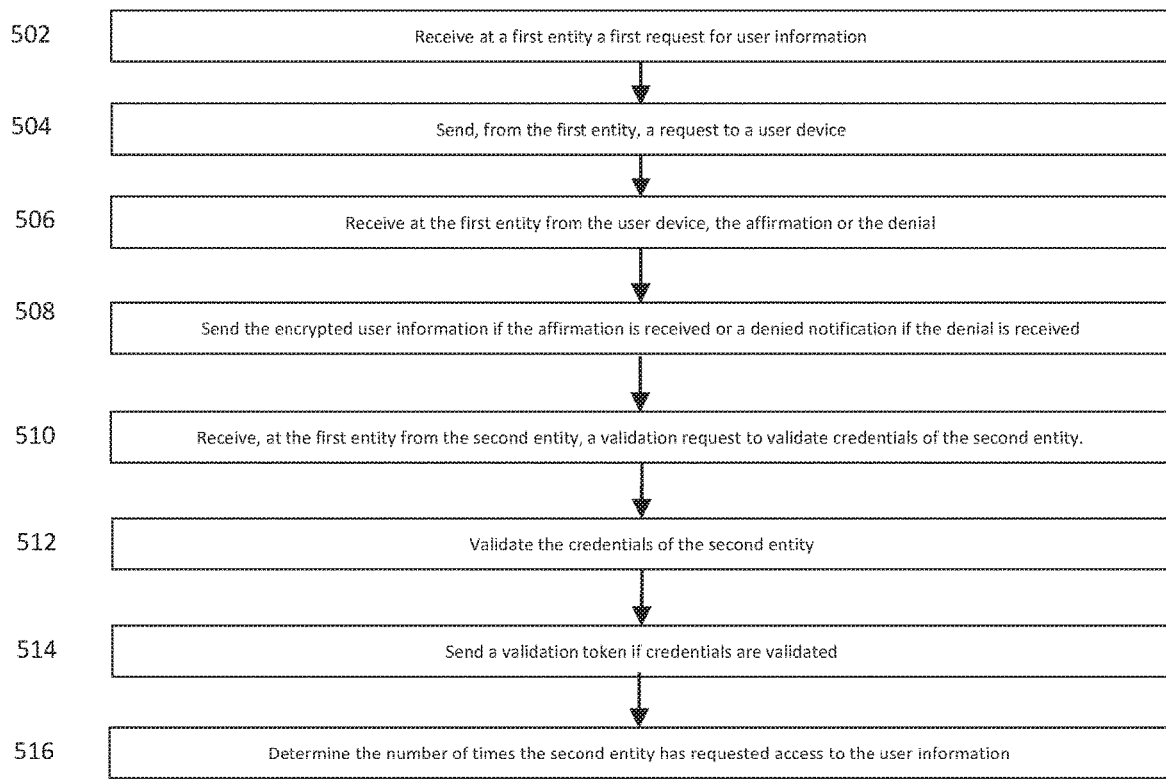 502
Receive at a first entity a first request for user information
504
Send, from the first entity, a request to a user device
506
Receive at the first entity from the user device, the affirmation or the denial
508
Send the encrypted user information if the affirmation is received or a denied notification if the denial is received
510
Receive, at the first entity from the second entity, a validation request to validate credentials of the second entity.
512
Validate the credentials of the second entity
514
Send a validation token if credentials are validated
516
Determine the number of times the second entity has requested access to the user information